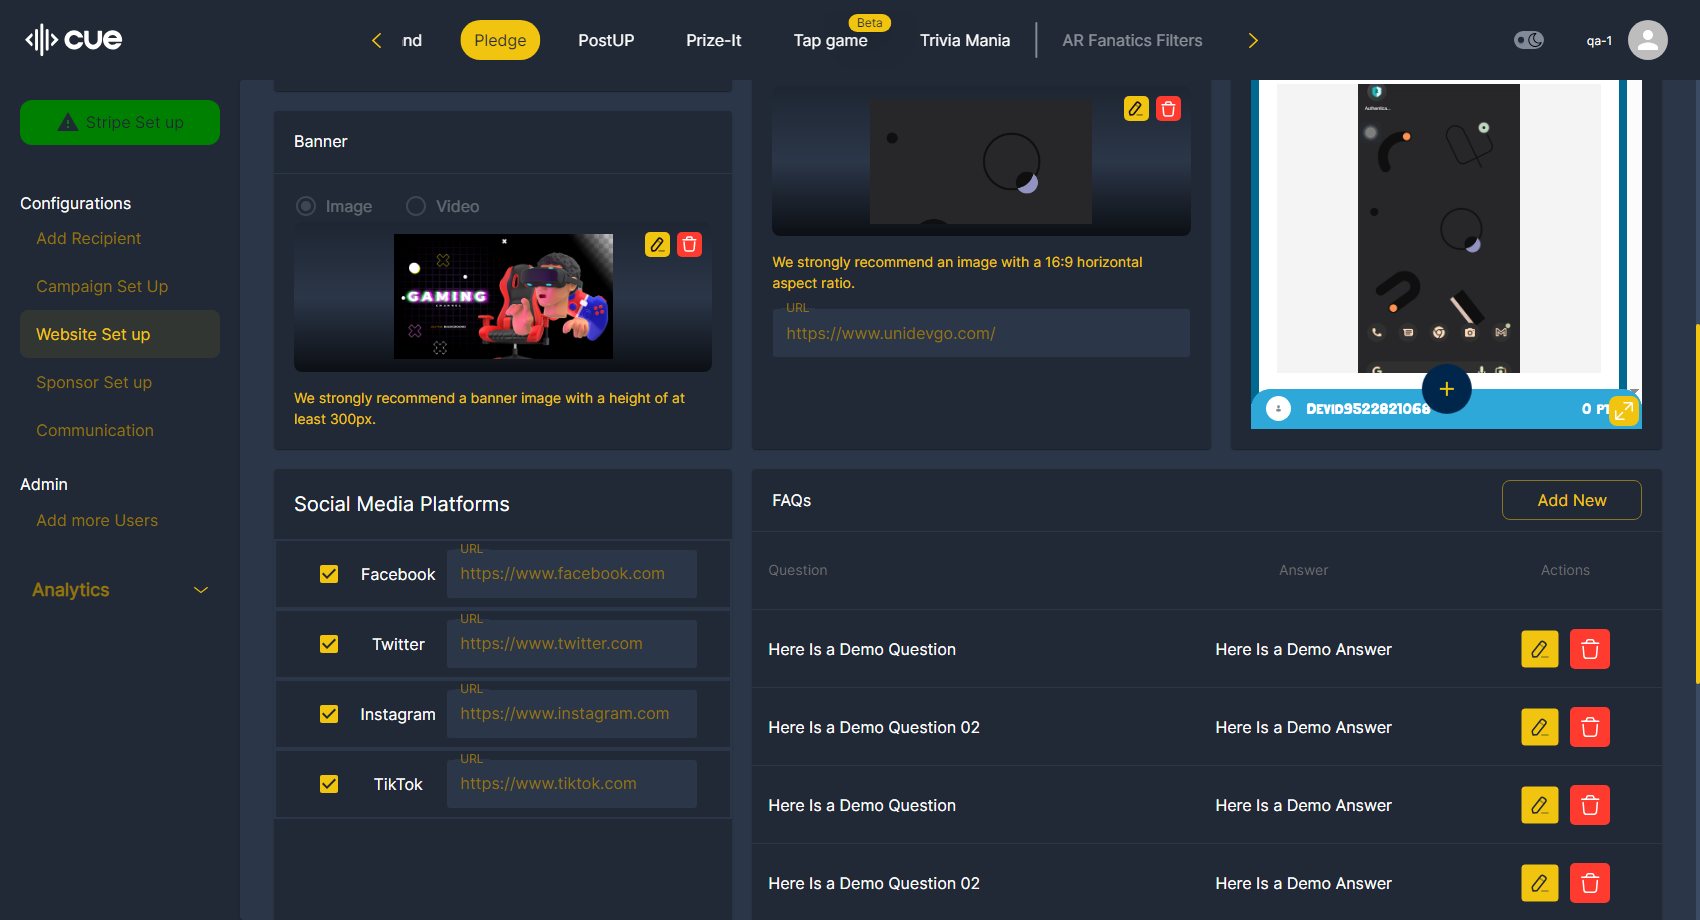 cue
nd
Pledge
PostUP
Prize-It
Beta
Tap game
Trivia Mania
AR Fanatics Filters
qa-1
Stripe Set up
Configurations
Add Recipient
Campaign Set Up
Website Set up
Sponsor Set up
Communication
Admin
Add more Users
Analytics
Banner
Image
Video
GAMING
CHANNEL
We strongly recommend a banner image with a height of at
least 300px.
We strongly recommend an image with a 16:9 horizontal
aspect ratio.
URL
https://www.unidevgo.com/
Authentica...
DEVID9522821068
0 PT
Social Media Platforms
Facebook
URL
https://www.facebook.com
Twitter
URL
https://www.twitter.com
Instagram
URL
https://www.instagram.com
TikTok
URL
https://www.tiktok.com
FAQs
Add New
Question
Answer
Actions
Here Is a Demo Question
Here Is a Demo Answer
Here Is a Demo Question 02
Here Is a Demo Answer
Here Is a Demo Question
Here Is a Demo Answer
Here Is a Demo Question 02
Here Is a Demo Answer